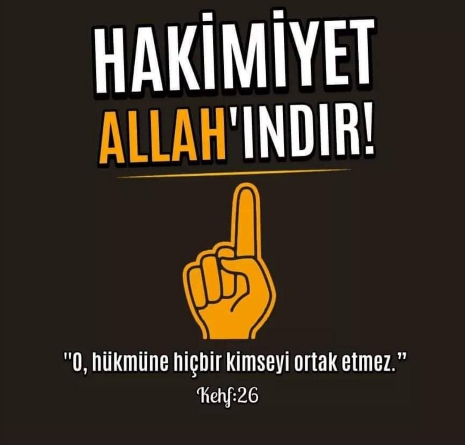 HAKİMİYET
ALLAH'INDIR!
"O, hükmüne hiçbir kimseyi ortak etmez.”
Kehf:26